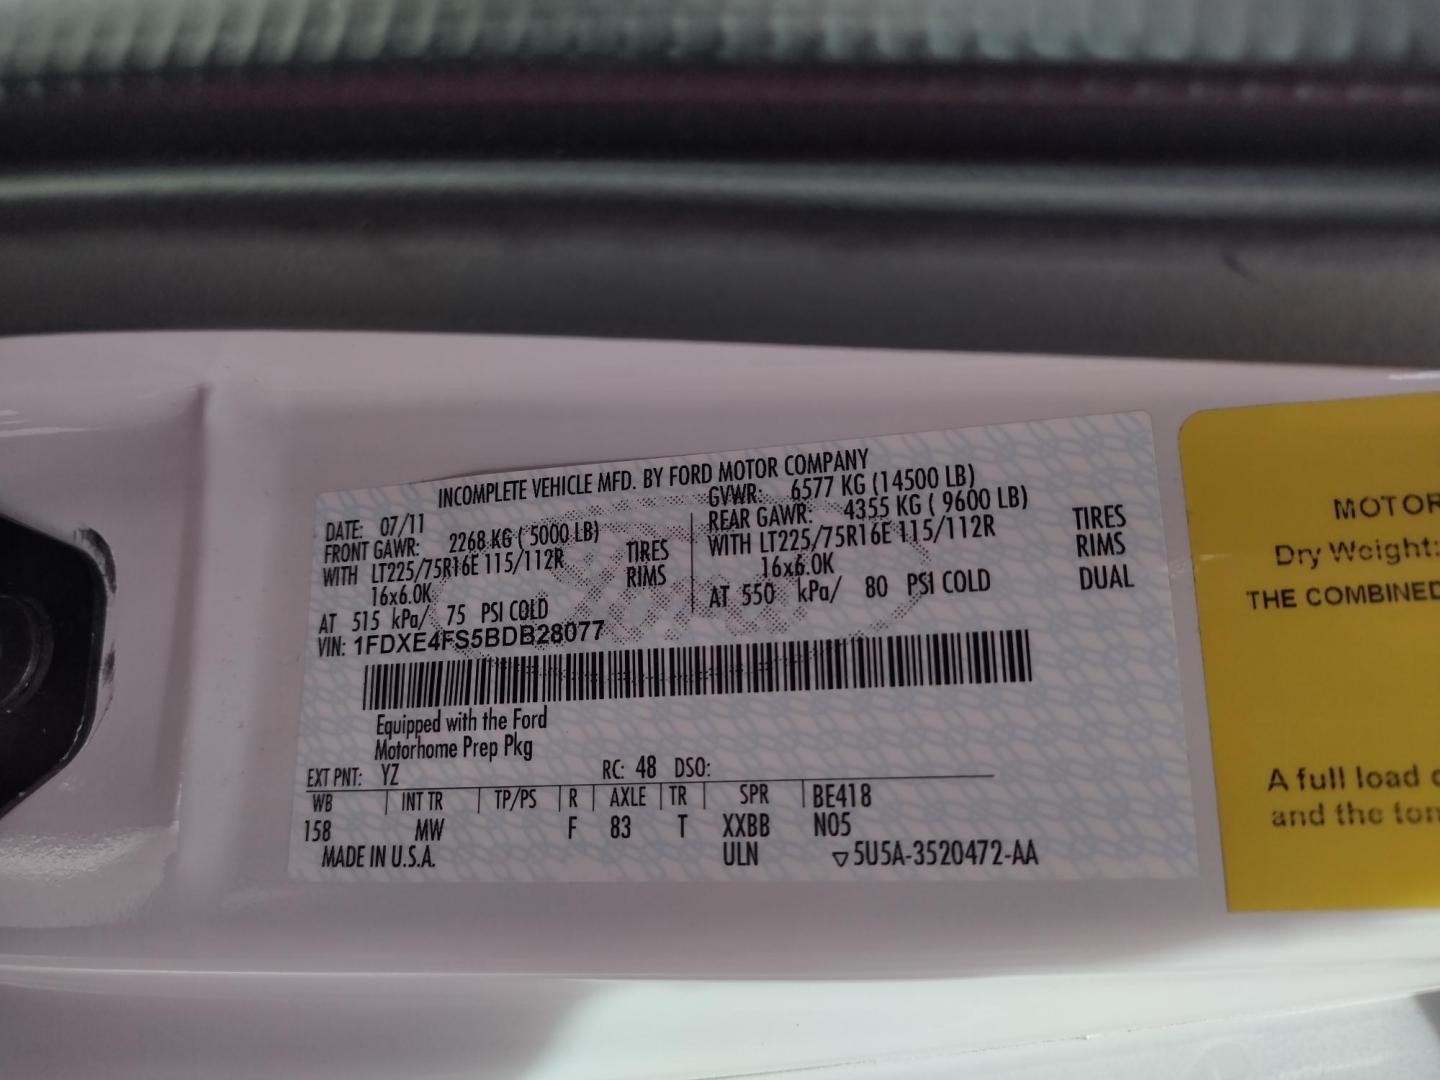 INCOMPLETE VEHICLE MFD. BY FORD MOTOR COMPANY
DATE: 07/11 GVWR: 6577 KG (14500 LB)
FRONT GAWR: 2268 KG ( 5000 LB) REAR GAWR: 4355 KG ( 9600 LB)
WITH LT225/75R16E 115/112R TIRES WITH LT225/75R16E 115/112R TIRES
16x6.0K RIMS 16x6.0K RIMS
AT 515 kPa/ 75 PSI COLD AT 550 kPa/ 80 PSI COLD DUAL
VIN: 1FDXE4FS5BDB28077
Equipped with the Ford
Motorhome Prep Pkg
EXT PNT: YZ RC: 48 DSO:
WB INT TR TP/PS R AXLE TR SPR BE418
158 MW F 83 T XXBB N05
MADE IN U.S.A. ULN ▽5U5A-3520472-AA
MOTOR
Dry Weight:
THE COMBINED
A full load
and the